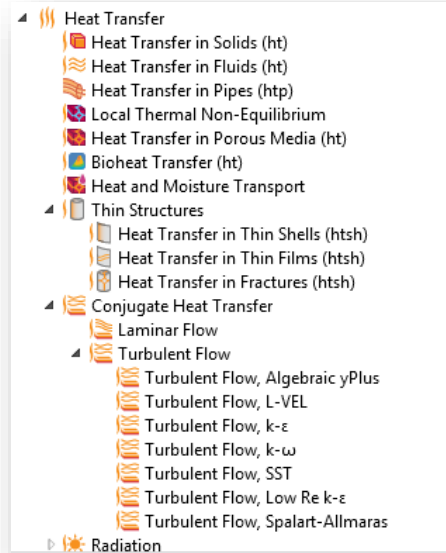 Heat Transfer
Heat Transfer in Solids (ht)
Heat Transfer in Fluids (ht)
Heat Transfer in Pipes (htp)
Local Thermal Non-Equilibrium
Heat Transfer in Porous Media (ht)
Bioheat Transfer (ht)
Heat and Moisture Transport
Thin Structures
Heat Transfer in Thin Shells (htsh)
Heat Transfer in Thin Films (htsh)
Heat Transfer in Fractures (htsh)
Conjugate Heat Transfer
Laminar Flow
Turbulent Flow
Turbulent Flow, Algebraic yPlus
Turbulent Flow, L-VEL
Turbulent Flow, k-ε
Turbulent Flow, k-ω
Turbulent Flow, SST
Turbulent Flow, Low Re k-ε
Turbulent Flow, Spalart-Allmaras
Radiation